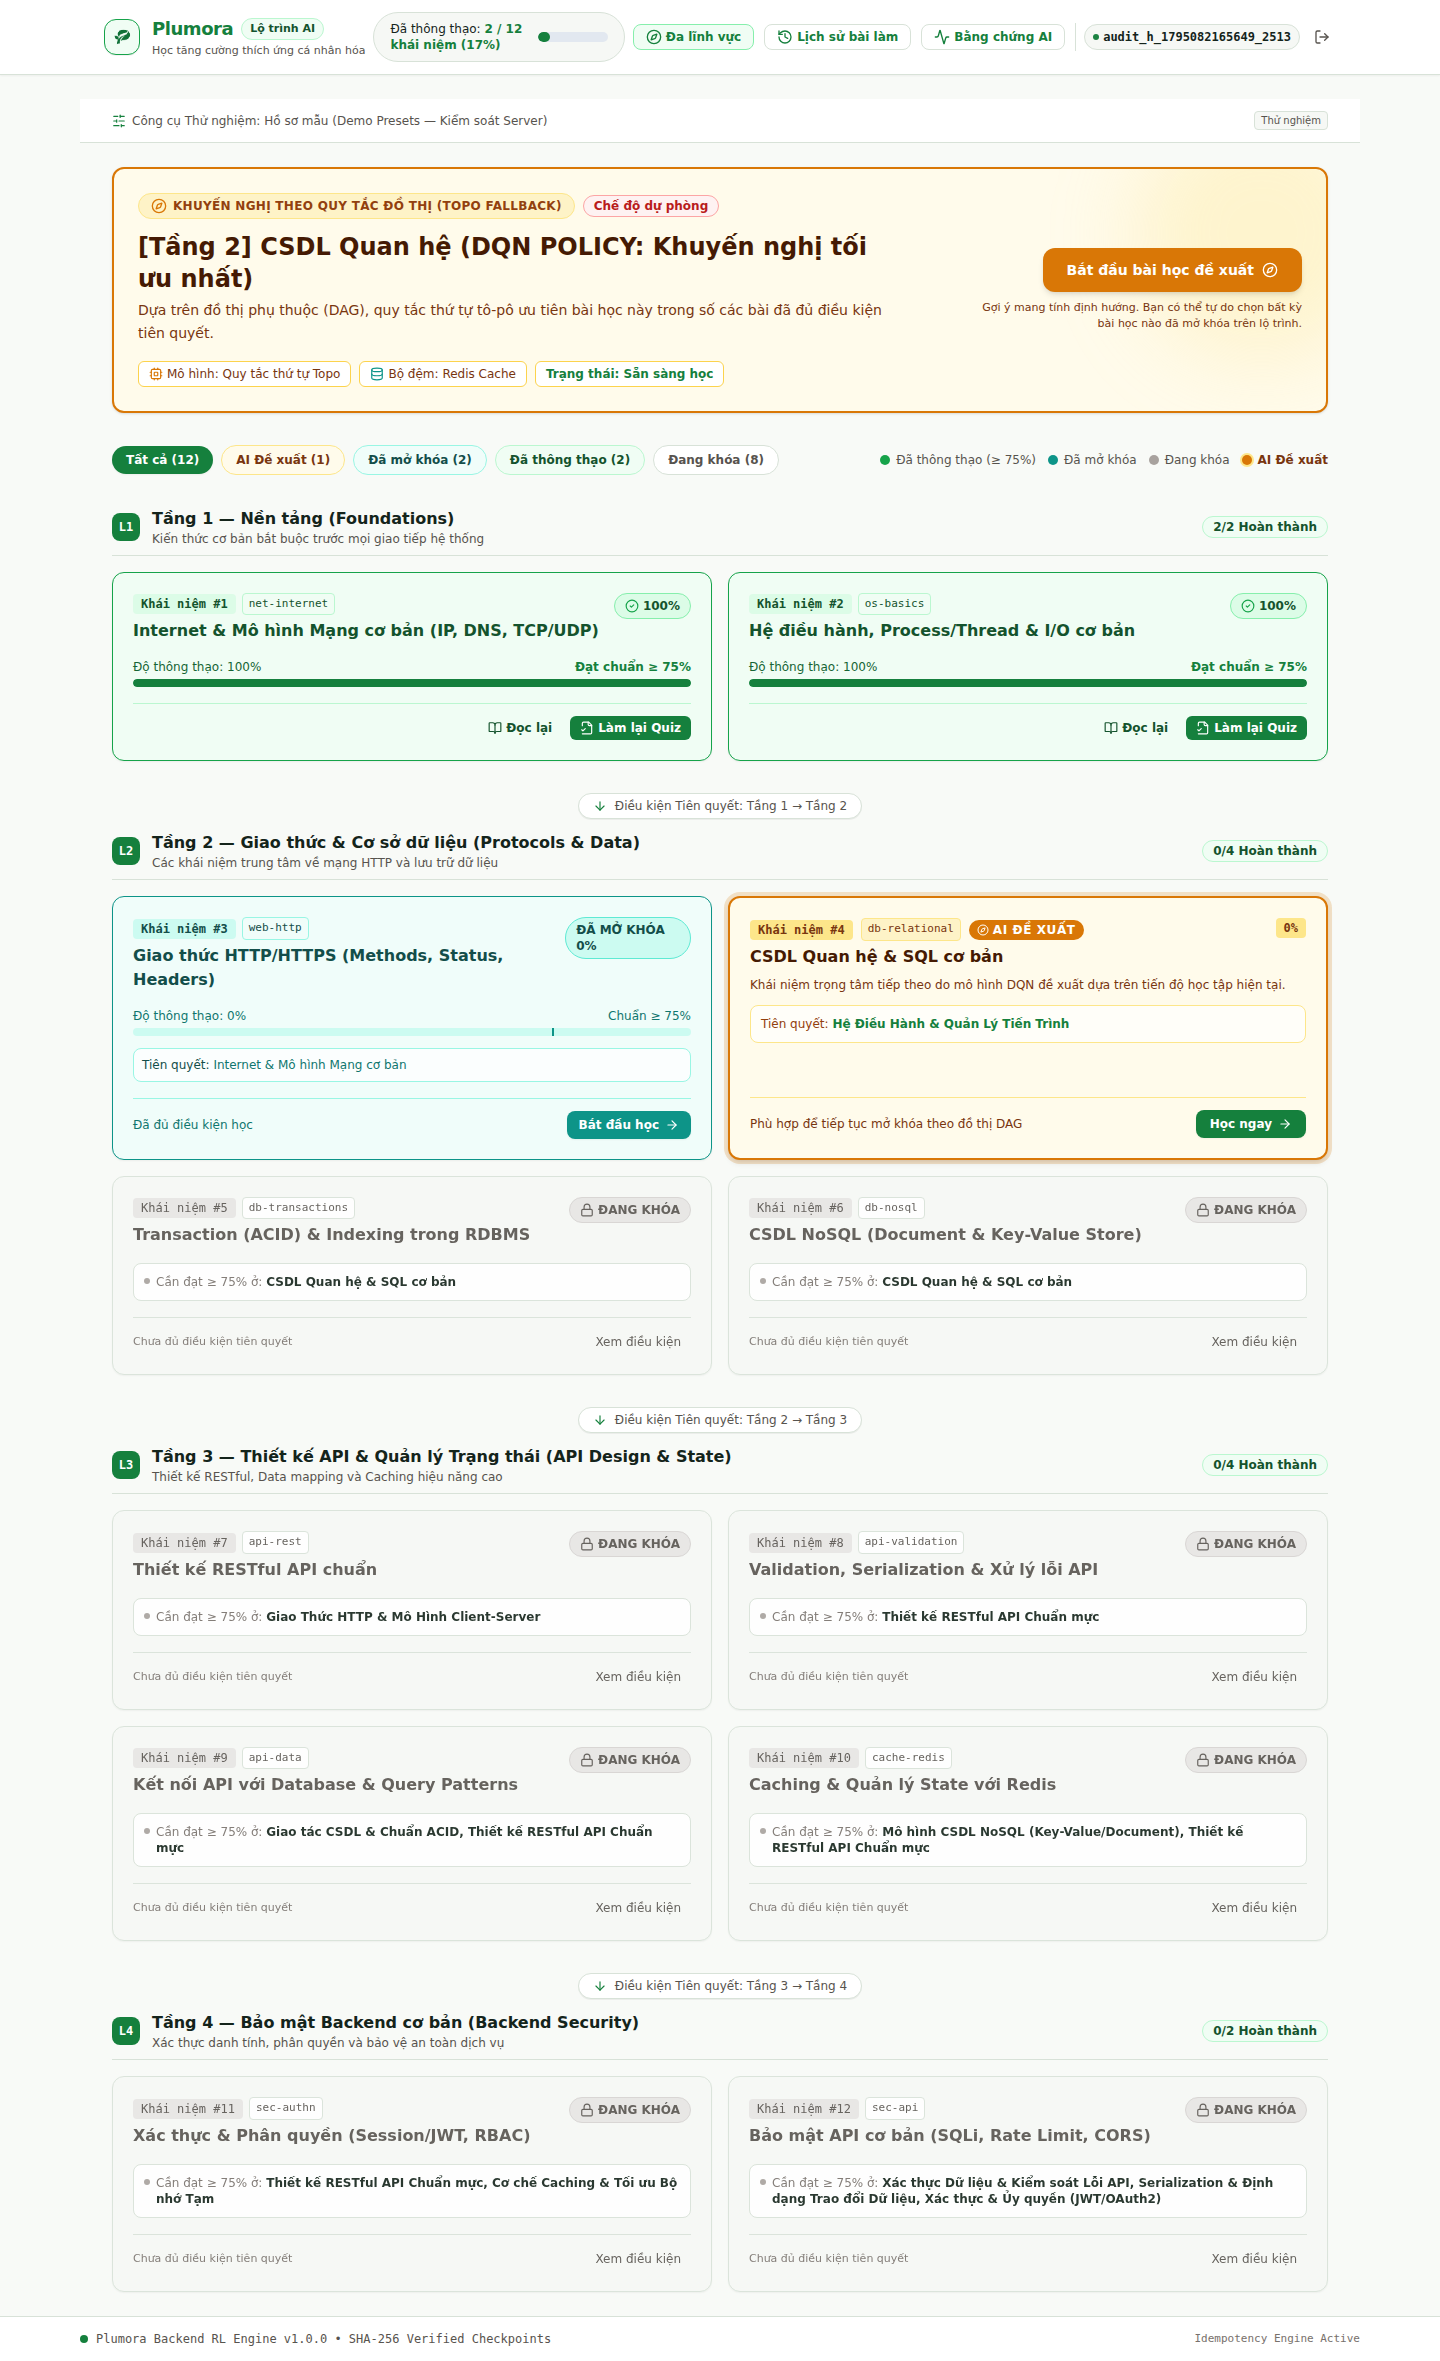 Plumora
Lộ trình AI
Học tăng cường thích ứng cá nhân hóa
Đã thông thạo: 2 / 12
khái niệm (17%)
Đa lĩnh vực
Lịch sử bài làm
Bằng chứng AI
audit_h_1795082165649_2513
Công cụ Thử nghiệm: Hồ sơ mẫu (Demo Presets — Kiểm soát Server)
Thử nghiệm
KHUYẾN NGHỊ THEO QUY TẮC ĐỒ THỊ (TOPO FALLBACK)
Chế độ dự phòng
[Tầng 2] CSDL Quan hệ (DQN POLICY: Khuyến nghị tối
ưu nhất)
Dựa trên đồ thị phụ thuộc (DAG), quy tắc thứ tự tô-pô ưu tiên bài học này trong số các bài đã đủ điều kiện
tiên quyết.
Mô hình: Quy tắc thứ tự Topo
Bộ đệm: Redis Cache
Trạng thái: Sẵn sàng học
Bắt đầu bài học đề xuất
Gợi ý mang tính định hướng. Bạn có thể tự do chọn bất kỳ
bài học nào đã mở khóa trên lộ trình.
Tất cả (12)
AI Đề xuất (1)
Đã mở khóa (2)
Đã thông thạo (2)
Đang khóa (8)
Đã thông thạo (≥ 75%)
Đã mở khóa
Đang khóa
AI Đề xuất
L1
Tầng 1 — Nền tảng (Foundations)
Kiến thức cơ bản bắt buộc trước mọi giao tiếp hệ thống
2/2 Hoàn thành
Khái niệm #1
net-internet
100%
Internet & Mô hình Mạng cơ bản (IP, DNS, TCP/UDP)
Độ thông thạo: 100%
Đạt chuẩn ≥ 75%
Đọc lại
Làm lại Quiz
Khái niệm #2
os-basics
100%
Hệ điều hành, Process/Thread & I/O cơ bản
Độ thông thạo: 100%
Đạt chuẩn ≥ 75%
Đọc lại
Làm lại Quiz
Điều kiện Tiên quyết: Tầng 1 → Tầng 2
L2
Tầng 2 — Giao thức & Cơ sở dữ liệu (Protocols & Data)
Các khái niệm trung tâm về mạng HTTP và lưu trữ dữ liệu
0/4 Hoàn thành
Khái niệm #3
web-http
ĐÃ MỞ KHÓA
0%
Giao thức HTTP/HTTPS (Methods, Status,
Headers)
Độ thông thạo: 0%
Chuẩn ≥ 75%
Tiên quyết: Internet & Mô hình Mạng cơ bản
Đã đủ điều kiện học
Bắt đầu học
Khái niệm #4
db-relational
AI ĐỀ XUẤT
0%
CSDL Quan hệ & SQL cơ bản
Khái niệm trọng tâm tiếp theo do mô hình DQN đề xuất dựa trên tiến độ học tập hiện tại.
Tiên quyết: Hệ Điều Hành & Quản Lý Tiến Trình
Phù hợp để tiếp tục mở khóa theo đồ thị DAG
Học ngay
Khái niệm #5
db-transactions
ĐANG KHÓA
Transaction (ACID) & Indexing trong RDBMS
Cần đạt ≥ 75% ở: CSDL Quan hệ & SQL cơ bản
Chưa đủ điều kiện tiên quyết
Xem điều kiện
Khái niệm #6
db-nosql
ĐANG KHÓA
CSDL NoSQL (Document & Key-Value Store)
Cần đạt ≥ 75% ở: CSDL Quan hệ & SQL cơ bản
Chưa đủ điều kiện tiên quyết
Xem điều kiện
Điều kiện Tiên quyết: Tầng 2 → Tầng 3
L3
Tầng 3 — Thiết kế API & Quản lý Trạng thái (API Design & State)
Thiết kế RESTful, Data mapping và Caching hiệu năng cao
0/4 Hoàn thành
Khái niệm #7
api-rest
ĐANG KHÓA
Thiết kế RESTful API chuẩn
Cần đạt ≥ 75% ở: Giao Thức HTTP & Mô Hình Client-Server
Chưa đủ điều kiện tiên quyết
Xem điều kiện
Khái niệm #8
api-validation
ĐANG KHÓA
Validation, Serialization & Xử lý lỗi API
Cần đạt ≥ 75% ở: Thiết kế RESTful API Chuẩn mực
Chưa đủ điều kiện tiên quyết
Xem điều kiện
Khái niệm #9
api-data
ĐANG KHÓA
Kết nối API với Database & Query Patterns
Cần đạt ≥ 75% ở: Giao tác CSDL & Chuẩn ACID, Thiết kế RESTful API Chuẩn
mực
Chưa đủ điều kiện tiên quyết
Xem điều kiện
Khái niệm #10
cache-redis
ĐANG KHÓA
Caching & Quản lý State với Redis
Cần đạt ≥ 75% ở: Mô hình CSDL NoSQL (Key-Value/Document), Thiết kế
RESTful API Chuẩn mực
Chưa đủ điều kiện tiên quyết
Xem điều kiện
Điều kiện Tiên quyết: Tầng 3 → Tầng 4
L4
Tầng 4 — Bảo mật Backend cơ bản (Backend Security)
Xác thực danh tính, phân quyền và bảo vệ an toàn dịch vụ
0/2 Hoàn thành
Khái niệm #11
sec-authn
ĐANG KHÓA
Xác thực & Phân quyền (Session/JWT, RBAC)
Cần đạt ≥ 75% ở: Thiết kế RESTful API Chuẩn mực, Cơ chế Caching & Tối ưu Bộ
nhớ Tạm
Chưa đủ điều kiện tiên quyết
Xem điều kiện
Khái niệm #12
sec-api
ĐANG KHÓA
Bảo mật API cơ bản (SQLi, Rate Limit, CORS)
Cần đạt ≥ 75% ở: Xác thực Dữ liệu & Kiểm soát Lỗi API, Serialization & Định
dạng Trao đổi Dữ liệu, Xác thực & Ủy quyền (JWT/OAuth2)
Chưa đủ điều kiện tiên quyết
Xem điều kiện
Plumora Backend RL Engine v1.0.0 • SHA-256 Verified Checkpoints
Idempotency Engine Active